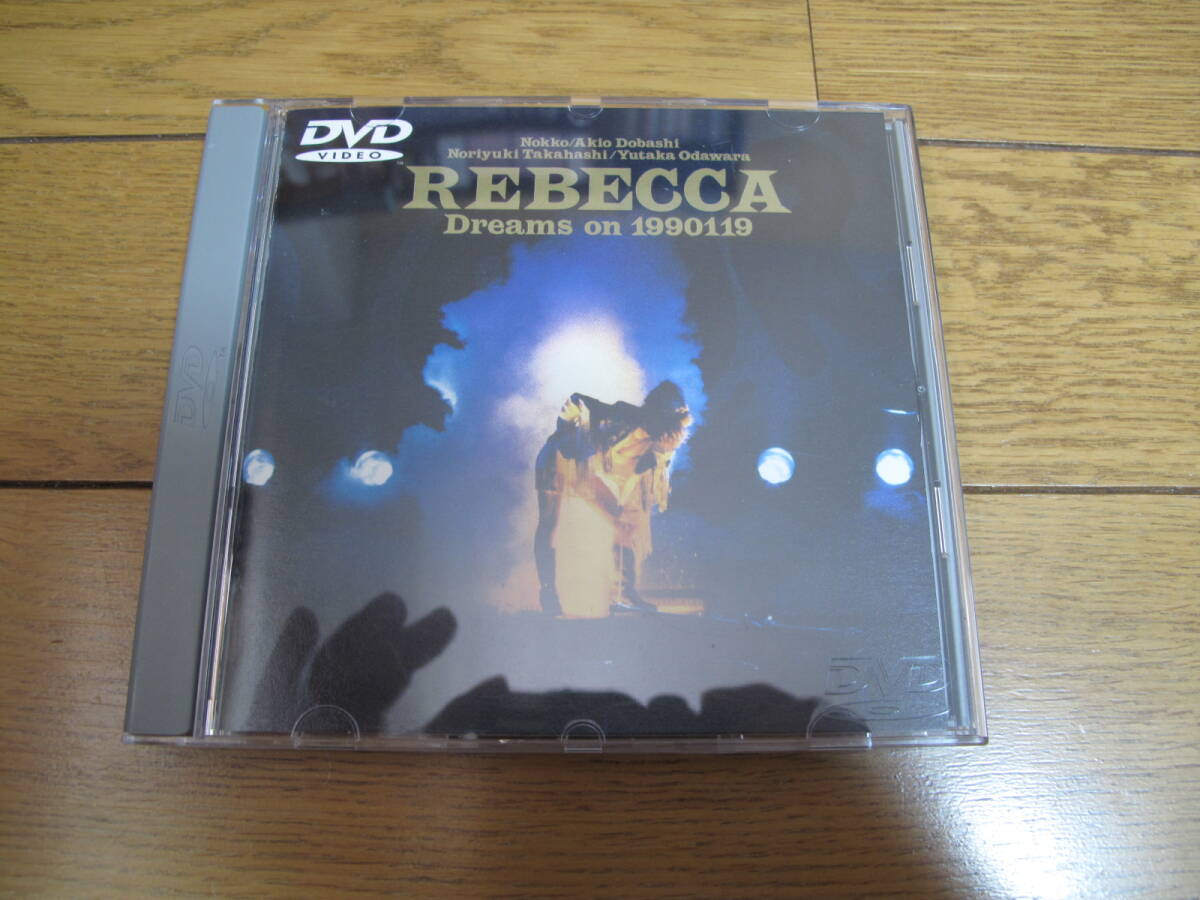 DVD
VIDEO
Nokko/Akio Dobashi
Noriyuki Takahashi/Yutaka Odawara
REBECCA
Dreams on 1990119
DVD
DVD